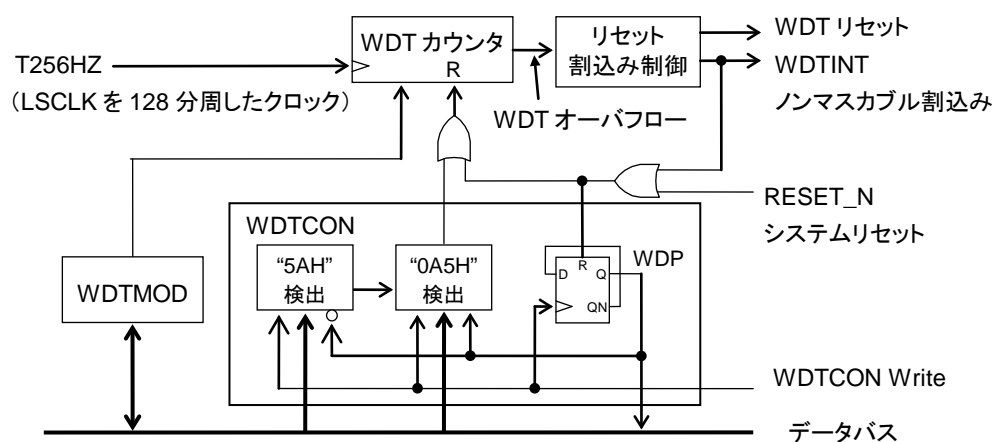 WDT カウンタ
R
リセット
割込み制御
WDT リセット
WDTINT
ノンマスカブル割込み
T256HZ
（LSCLK を 128 分周したクロック）
WDT オーバフロー
RESET_N
システムリセット
WDTCON
WDTMOD
“5AH”
検出
“0A5H”
検出
WDP
R
D
Q
QN
WDTCON Write
データバス